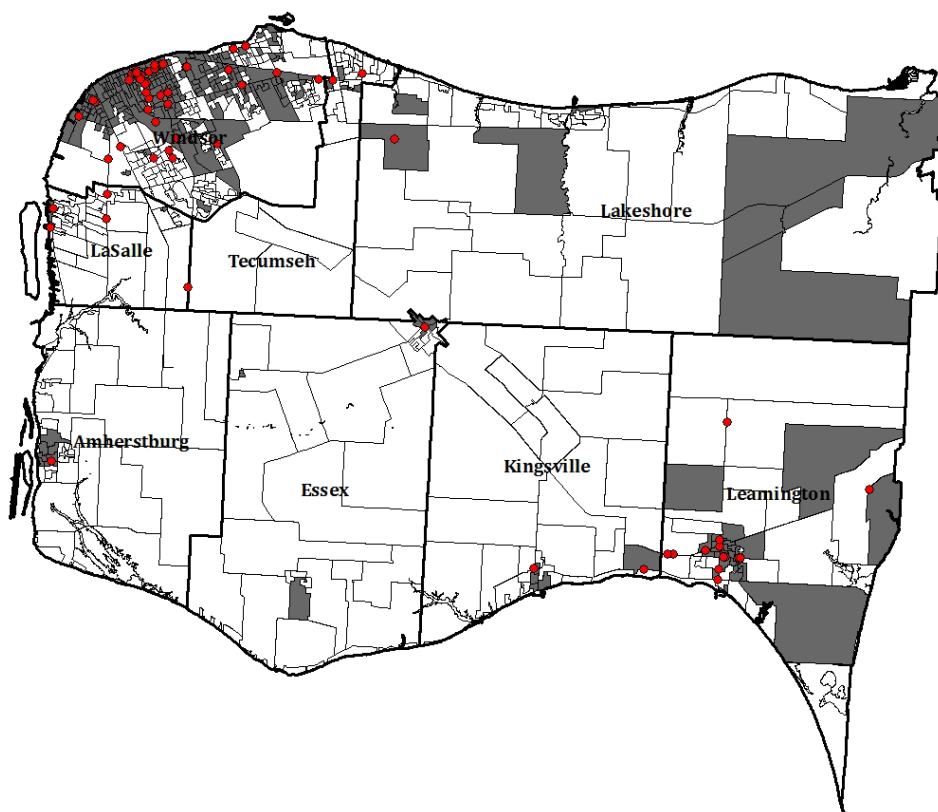 Windsor
Lakeshore
LaSalle
Tecumseh
Amherstburg
Kingsville
Essex
Leamington